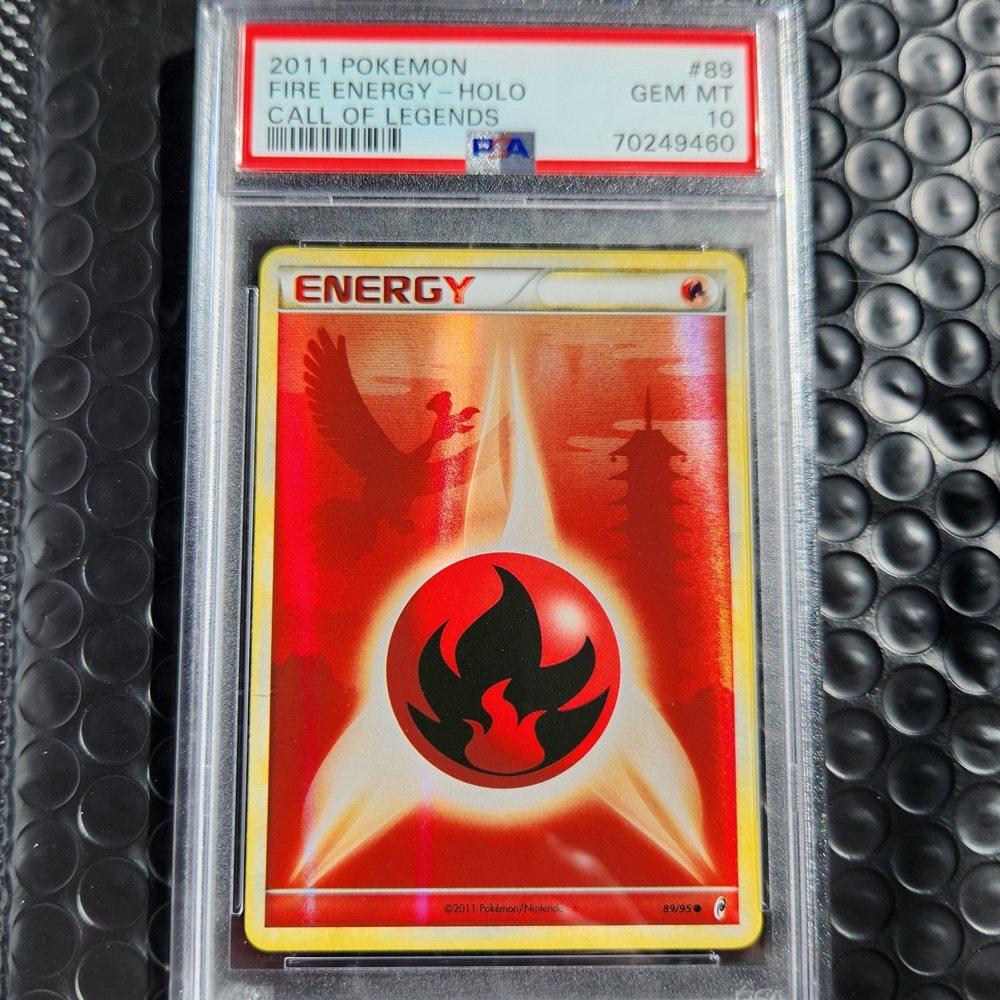 2011 POKEMON #89
FIRE ENERGY – HOLO GEM MT
CALL OF LEGENDS 10
PSA 70249460
ENERGY
©2011 Pokémon/Nintendo 89/95